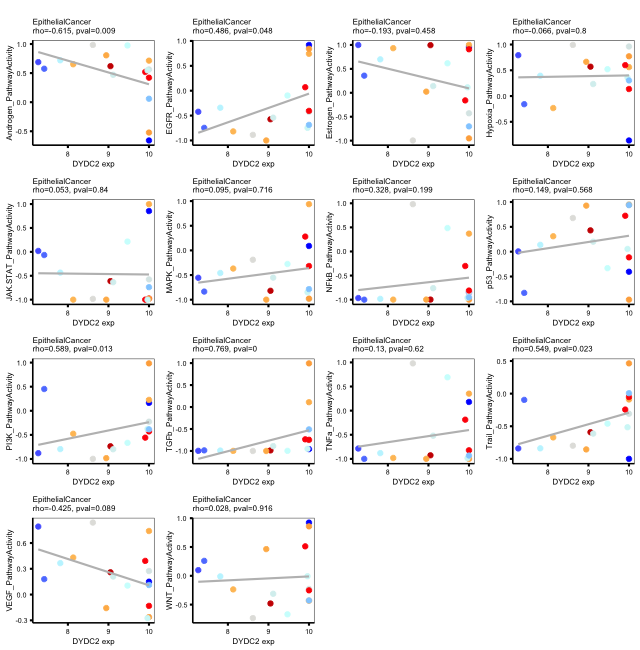 EpithelialCancer
rho=-0.615, pval=0.009
Androgen_PathwayActivity
1.0
0.5
0.0
-0.5
8
9
10
DYDC2 exp
EpithelialCancer
rho=0.486, pval=0.048
EGFR_PathwayActivity
1.0
0.5
0.0
-0.5
-1.0
8
9
10
DYDC2 exp
EpithelialCancer
rho=-0.193, pval=0.458
Estrogen_PathwayActivity
1.0
0.5
0.0
-0.5
-1.0
8
9
10
DYDC2 exp
EpithelialCancer
rho=-0.066, pval=0.8
Hypoxia_PathwayActivity
1.0
0.5
0.0
-0.5
8
9
10
DYDC2 exp
EpithelialCancer
rho=0.053, pval=0.84
JAK.STAT_PathwayActivity
1.0
0.5
0.0
-0.5
-1.0
8
9
10
DYDC2 exp
EpithelialCancer
rho=0.095, pval=0.716
MAPK_PathwayActivity
1.0
0.5
0.0
-0.5
-1.0
8
9
10
DYDC2 exp
EpithelialCancer
rho=0.328, pval=0.199
NFkB_PathwayActivity
1.0
0.5
0.0
-0.5
-1.0
8
9
10
DYDC2 exp
EpithelialCancer
rho=0.149, pval=0.568
p53_PathwayActivity
1.0
0.5
0.0
-0.5
-1.0
8
9
10
DYDC2 exp
EpithelialCancer
rho=0.589, pval=0.013
PI3K_PathwayActivity
1.0
0.5
0.0
-0.5
-1.0
8
9
10
DYDC2 exp
EpithelialCancer
rho=0.769, pval=0
TGFb_PathwayActivity
1.0
0.5
0.0
-0.5
-1.0
8
9
10
DYDC2 exp
EpithelialCancer
rho=0.13, pval=0.62
TNFa_PathwayActivity
1.0
0.5
0.0
-0.5
-1.0
8
9
10
DYDC2 exp
EpithelialCancer
rho=0.549, pval=0.023
Trail_PathwayActivity
0.5
0.0
-0.5
-1.0
8
9
10
DYDC2 exp
EpithelialCancer
rho=-0.425, pval=0.089
VEGF_PathwayActivity
0.9
0.6
0.3
0.0
-0.3
8
9
10
DYDC2 exp
EpithelialCancer
rho=0.028, pval=0.916
WNT_PathwayActivity
1.0
0.5
0.0
-0.5
8
9
10
DYDC2 exp